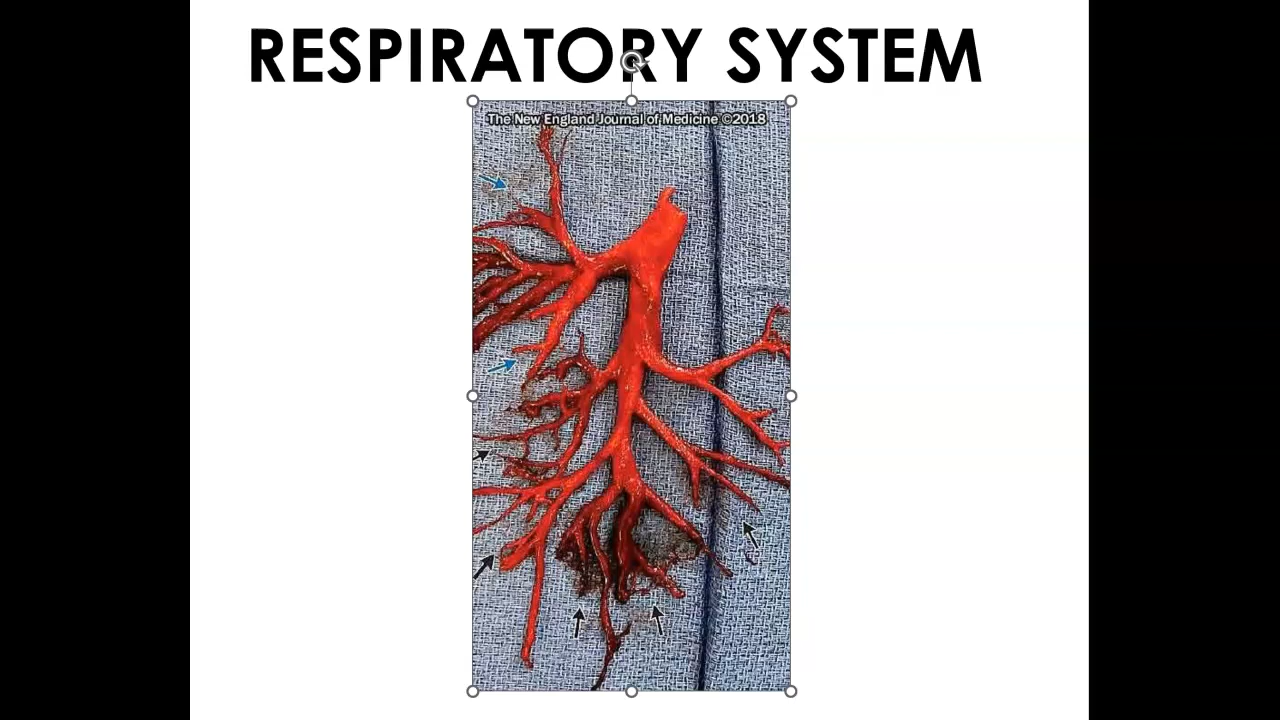 RESPIRATORY SYSTEM
The New England Journal of Medicine ©2018